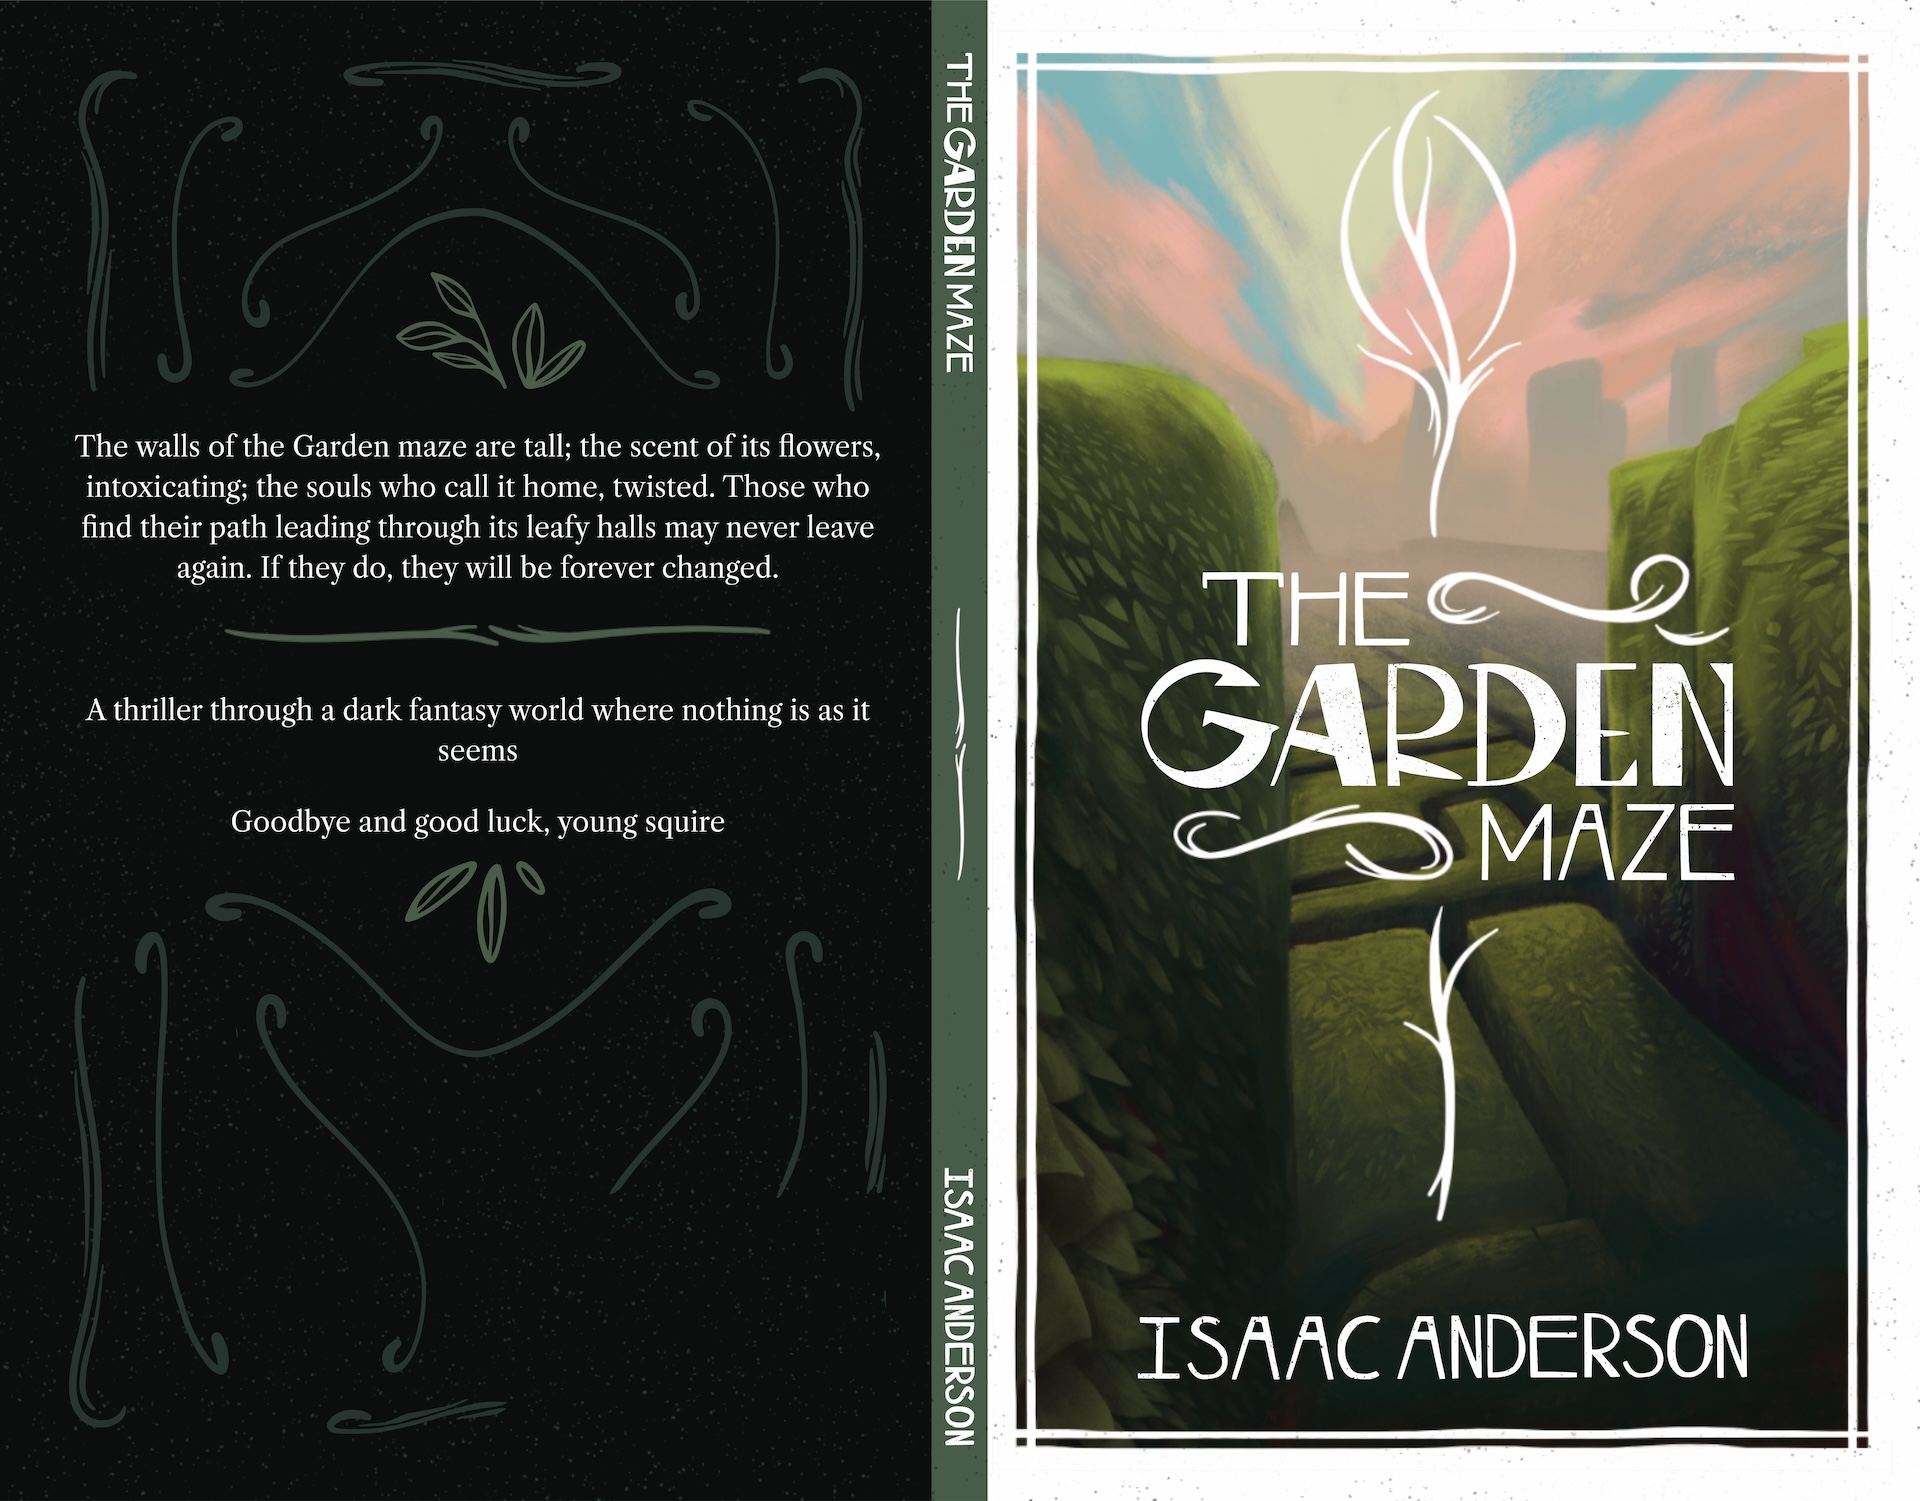 The walls of the Garden maze are tall; the scent of its flowers,
intoxicating; the souls who call it home, twisted. Those who
find their path leading through its leafy halls may never leave
again. If they do, they will be forever changed.
A thriller through a dark fantasy world where nothing is as it
seems
Goodbye and good luck, young squire
THE GARDEN MAZE
ISAAC ANDERSON
THE
GARDEN
MAZE
ISAAC ANDERSON